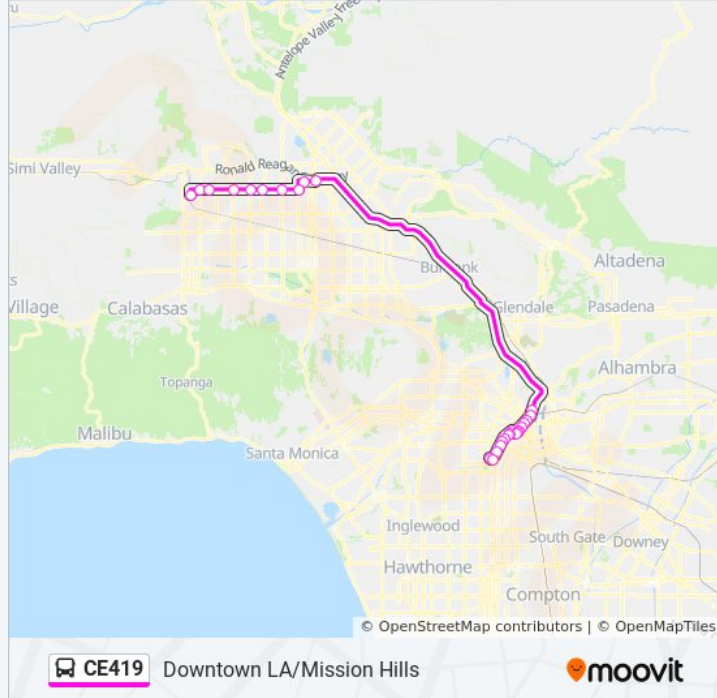 Antelope Valley Free
Simi Valley
Ronald Reagan
Burbank
Altadena
Village
Calabasas
Glendale
Pasadena
Topanga
Alhambra
Malibu
Santa Monica
Inglewood
South Gate
Downey
Hawthorne
Compton
© OpenStreetMap contributors | © OpenMapTiles
CE419
Downtown LA/Mission Hills
moovit